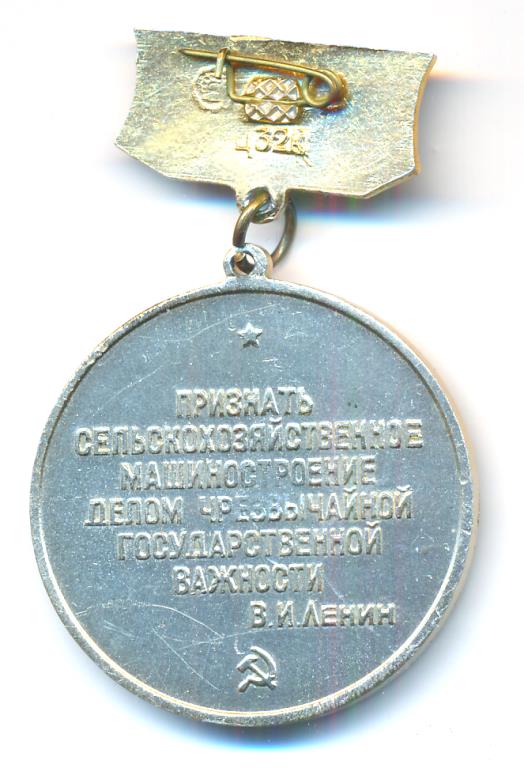 ПРИЗНАТЬ
СЕЛЬСКОХОЗЯЙСТВЕННОЕ
МАШИНОСТРОЕНИЕ
ДЕЛОМ ЧРЕЗВЫЧАЙНОЙ
ГОСУДАРСТВЕННОЙ
ВАЖНОСТИ
В.И.ЛЕНИН